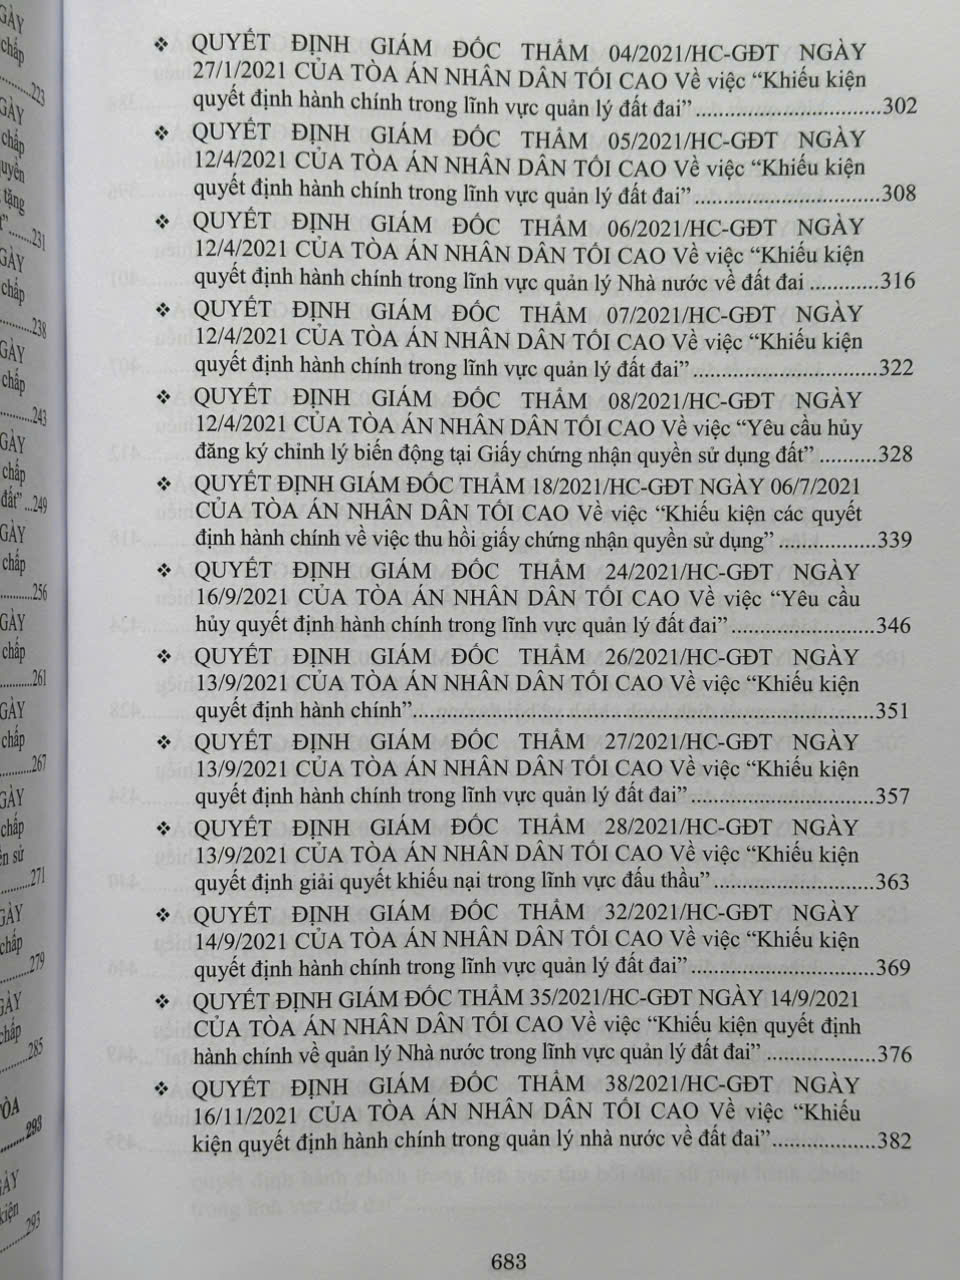 ❖ QUYẾT ĐỊNH GIÁM ĐỐC THẨM 04/2021/HC-GĐT NGÀY
27/1/2021 CỦA TÒA ÁN NHÂN DÂN TỐI CAO Về việc “Khiếu kiện
quyết định hành chính trong lĩnh vực quản lý đất đai”................................302
❖ QUYẾT ĐỊNH GIÁM ĐỐC THẨM 05/2021/HC-GĐT NGÀY
12/4/2021 CỦA TÒA ÁN NHÂN DÂN TỐI CAO Về việc “Khiếu kiện
quyết định hành chính trong lĩnh vực quản lý đất đai”................................308
❖ QUYẾT ĐỊNH GIÁM ĐỐC THẨM 06/2021/HC-GĐT NGÀY
12/4/2021 CỦA TÒA ÁN NHÂN DÂN TỐI CAO Về việc “Khiếu kiện
quyết định hành chính trong lĩnh vực quản lý Nhà nước về đất đai ............316
❖ QUYẾT ĐỊNH GIÁM ĐỐC THẨM 07/2021/HC-GĐT NGÀY
12/4/2021 CỦA TÒA ÁN NHÂN DÂN TỐI CAO Về việc “Khiếu kiện
quyết định hành chính trong lĩnh vực quản lý đất đai”................................322
❖ QUYẾT ĐỊNH GIÁM ĐỐC THẨM 08/2021/HC-GĐT NGÀY
12/4/2021 CỦA TÒA ÁN NHÂN DÂN TỐI CAO Về việc “Yêu cầu hủy
đăng ký chỉnh lý biến động tại Giấy chứng nhận quyền sử dụng đất” ..........328
❖ QUYẾT ĐỊNH GIÁM ĐỐC THẨM 18/2021/HC-GĐT NGÀY 06/7/2021
CỦA TÒA ÁN NHÂN DÂN TỐI CAO Về việc “Khiếu kiện các quyết
định hành chính về việc thu hồi giấy chứng nhận quyền sử dụng” ................339
❖ QUYẾT ĐỊNH GIÁM ĐỐC THẨM 24/2021/HC-GĐT NGÀY
16/9/2021 CỦA TÒA ÁN NHÂN DÂN TỐI CAO Về việc “Yêu cầu
hủy quyết định hành chính trong lĩnh vực quản lý đất đai”.........................346
❖ QUYẾT ĐỊNH GIÁM ĐỐC THẨM 26/2021/HC-GĐT NGÀY
13/9/2021 CỦA TÒA ÁN NHÂN DÂN TỐI CAO Về việc “Khiếu kiện
quyết định hành chính”................................................................................351
❖ QUYẾT ĐỊNH GIÁM ĐỐC THẨM 27/2021/HC-GĐT NGÀY
13/9/2021 CỦA TÒA ÁN NHÂN DÂN TỐI CAO Về việc “Khiếu kiện
quyết định hành chính trong lĩnh vực quản lý đất đai”................................357
❖ QUYẾT ĐỊNH GIÁM ĐỐC THẨM 28/2021/HC-GĐT NGÀY
13/9/2021 CỦA TÒA ÁN NHÂN DÂN TỐI CAO Về việc “Khiếu kiện
quyết định giải quyết khiếu nại trong lĩnh vực đấu thầu”............................363
❖ QUYẾT ĐỊNH GIÁM ĐỐC THẨM 32/2021/HC-GĐT NGÀY
14/9/2021 CỦA TÒA ÁN NHÂN DÂN TỐI CAO Về việc “Khiếu kiện
quyết định hành chính trong lĩnh vực quản lý đất đai”................................369
❖ QUYẾT ĐỊNH GIÁM ĐỐC THẨM 35/2021/HC-GĐT NGÀY 14/9/2021
CỦA TÒA ÁN NHÂN DÂN TỐI CAO Về việc “Khiếu kiện quyết định
hành chính về quản lý Nhà nước trong lĩnh vực quản lý đất đai” ..................376
❖ QUYẾT ĐỊNH GIÁM ĐỐC THẨM 38/2021/HC-GĐT NGÀY
16/11/2021 CỦA TÒA ÁN NHÂN DÂN TỐI CAO Về việc “Khiếu
kiện quyết định hành chính trong quản lý nhà nước về đất đai”..................382
683